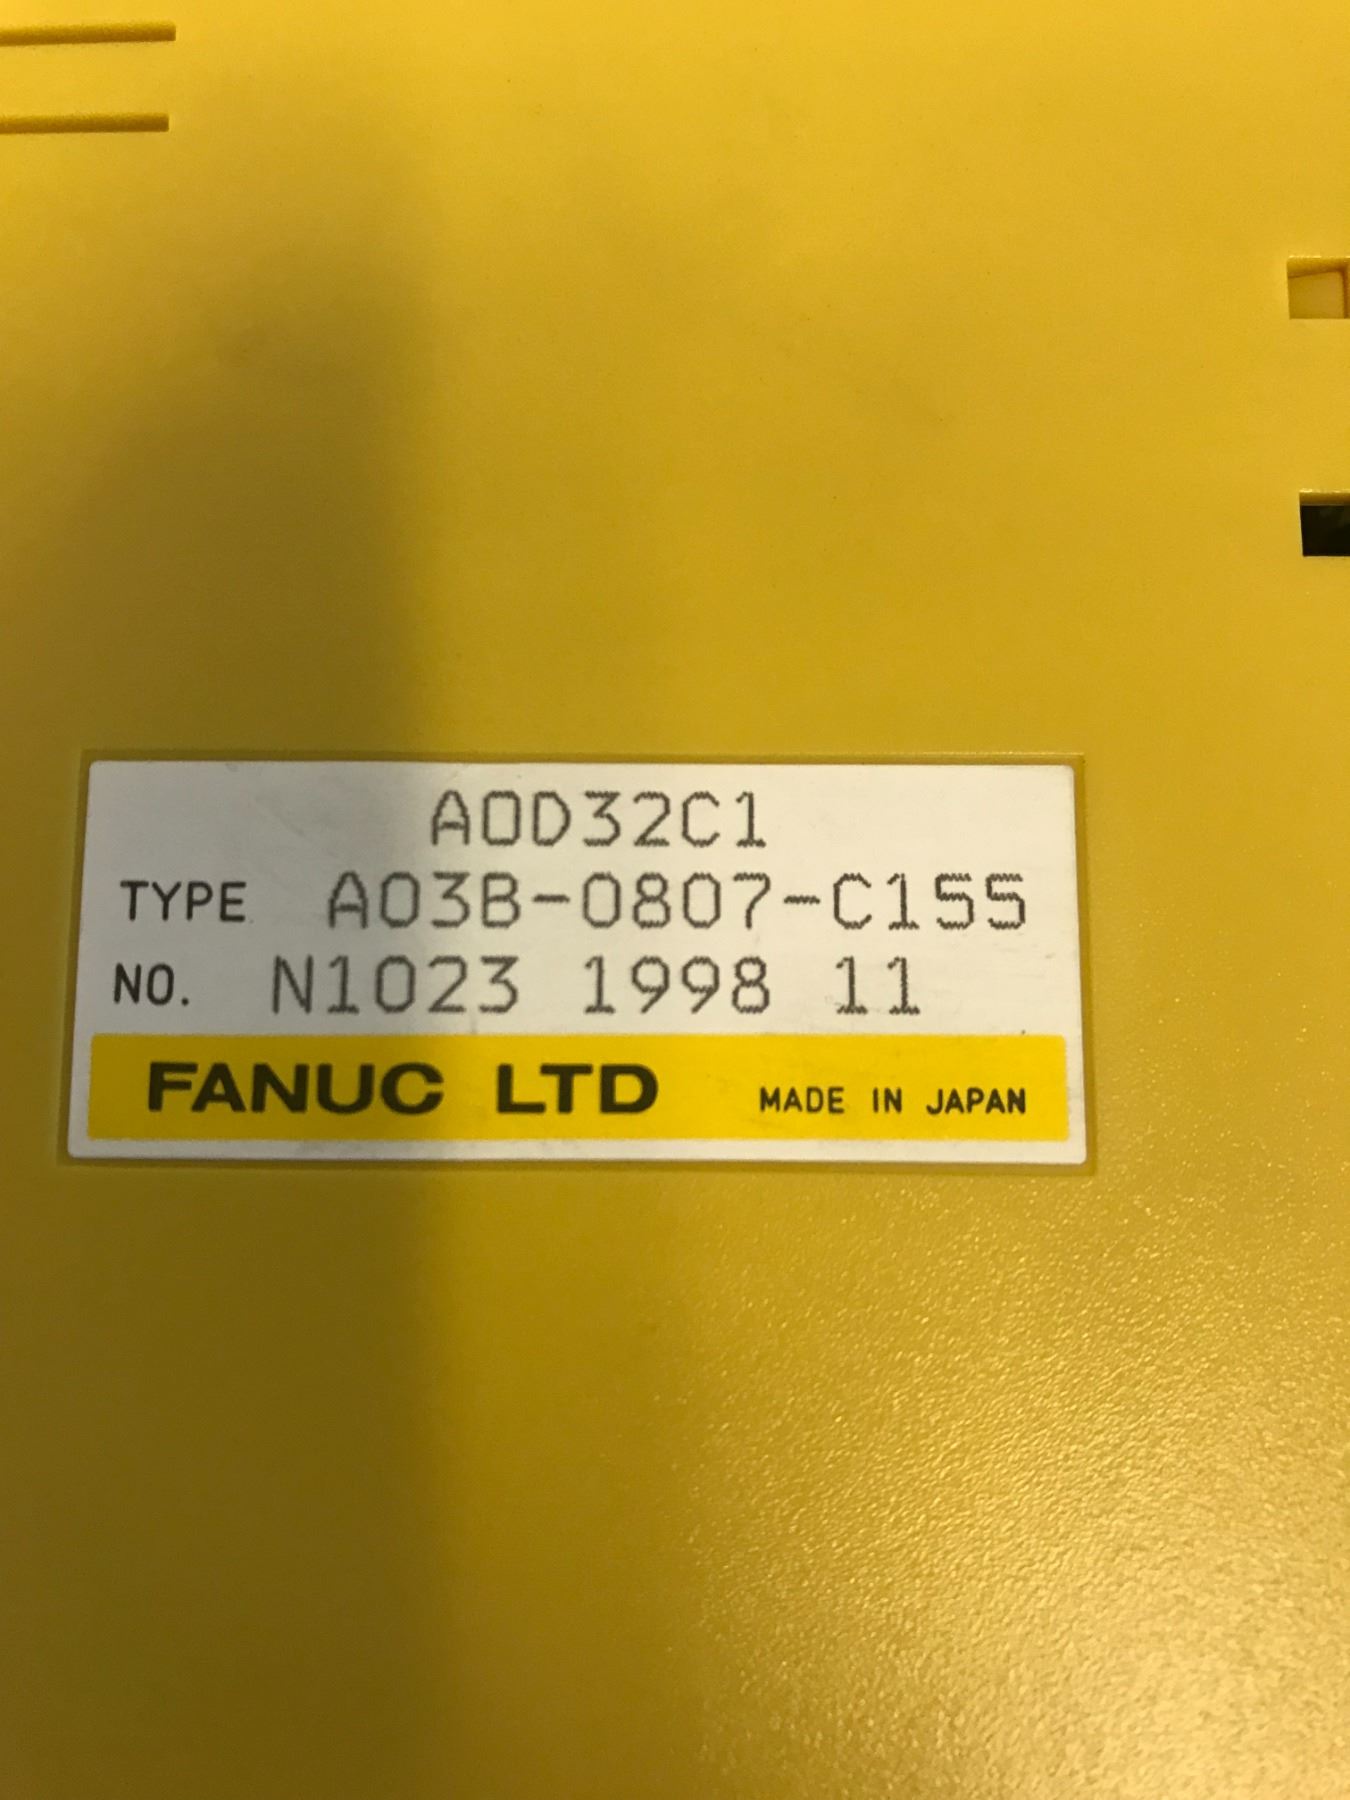 AOD32C1
TYPE A03B-0807-C155
NO. N1023 1998 11
FANUC LTD MADE IN JAPAN